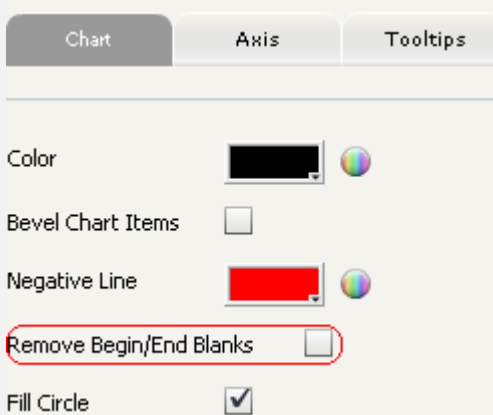 Chart Axis Tooltips
Color
Bevel Chart Items
Negative Line
Remove Begin/End Blanks
Fill Circle